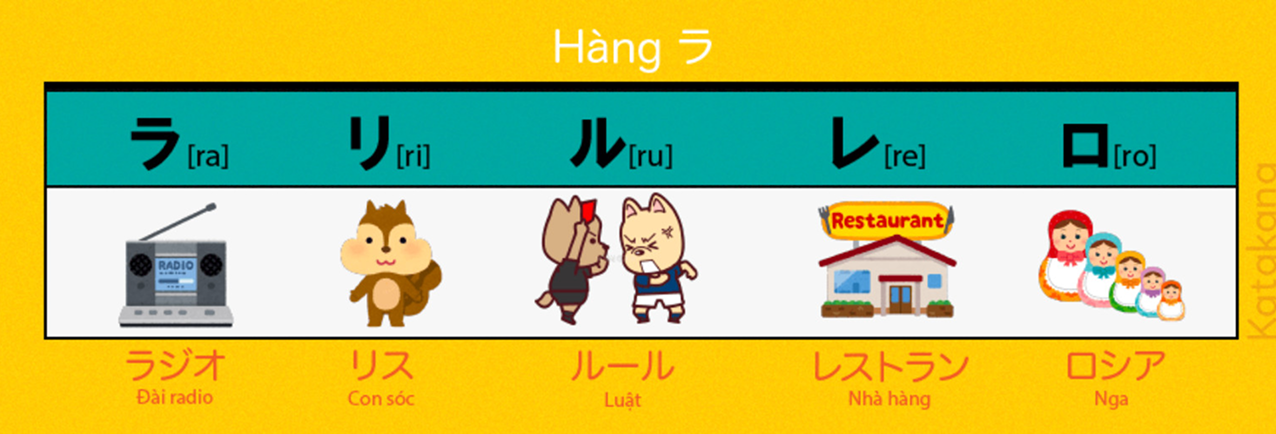 Hàng ラ
ラ[ra] リ[ri] ル[ru] レ[re] ロ[ro]
RADIO
Restaurant
ラジオ リス ルール レストラン ロシア
Đài radio Con sóc Luật Nhà hàng Nga
Katakana